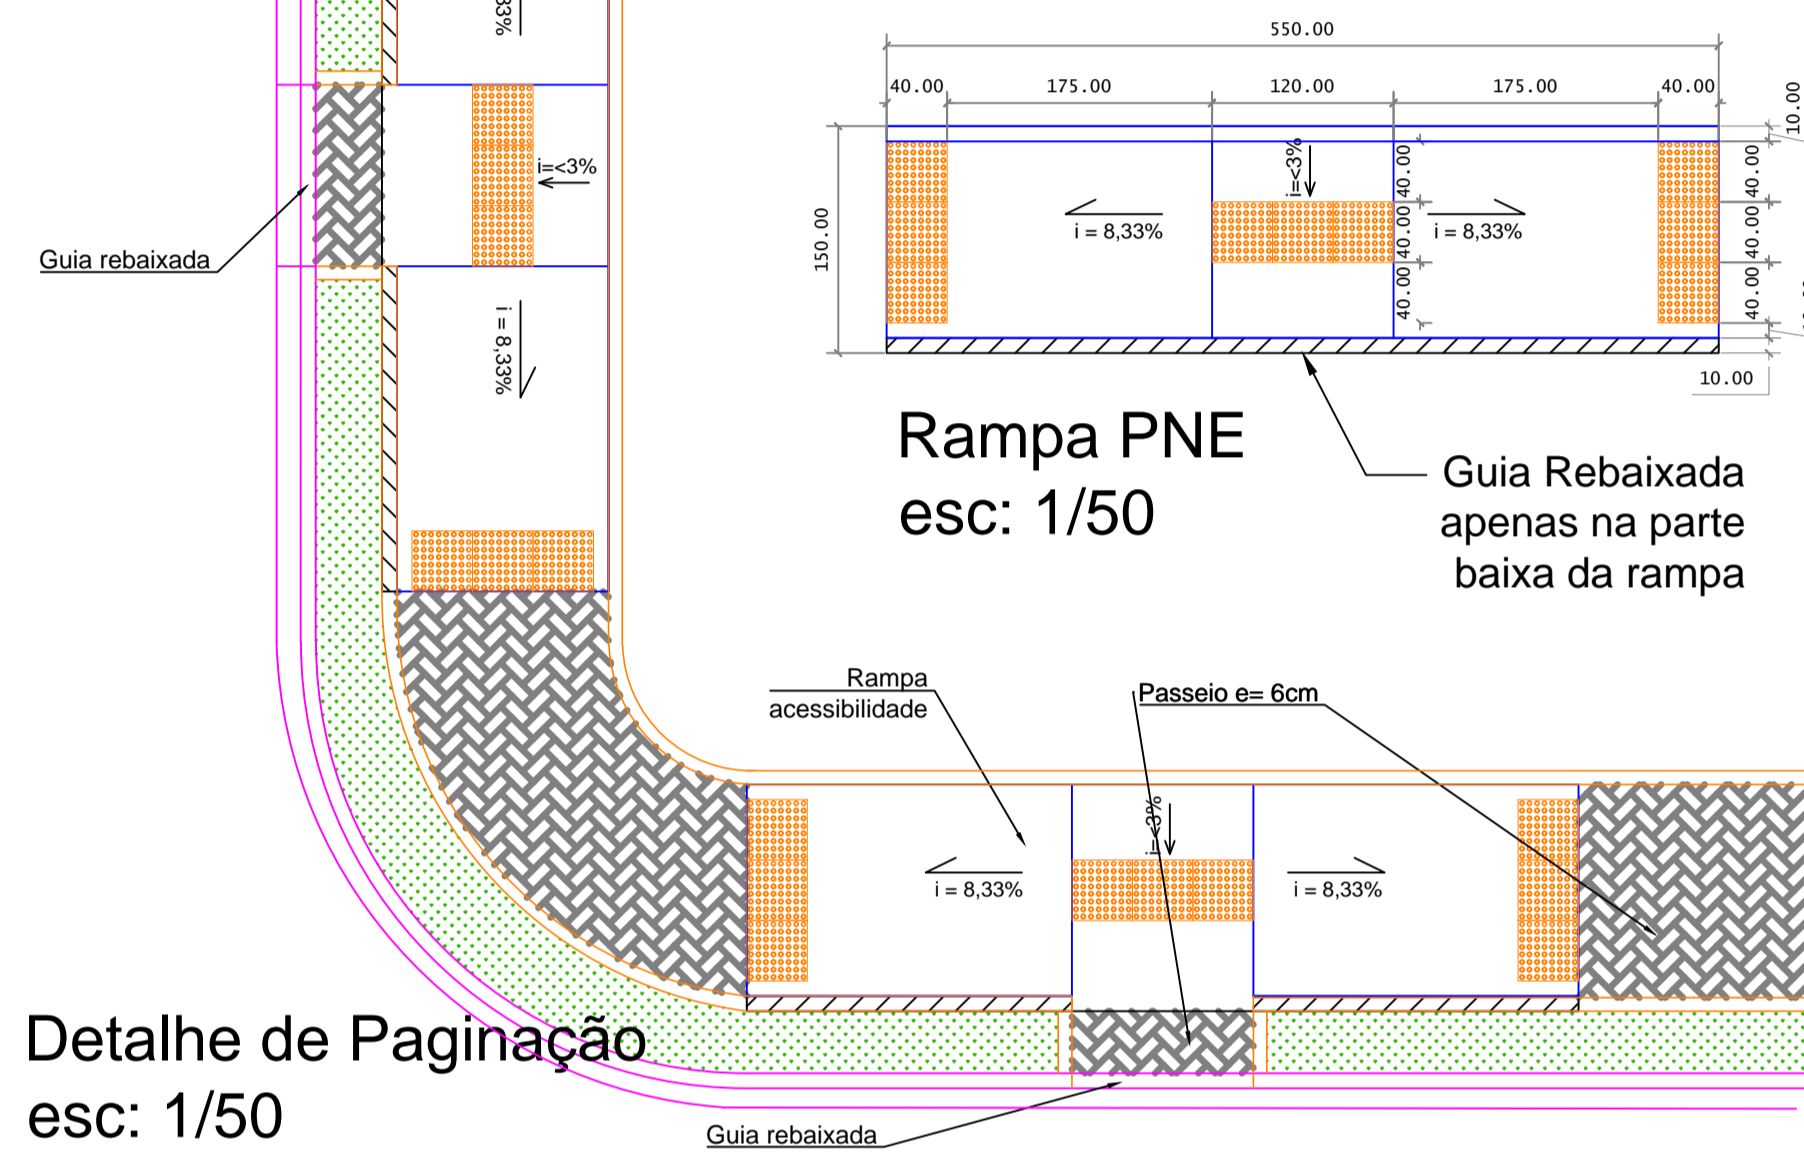 33%
550.00
40.00 175.00 120.00 175.00 40.00
10.00
i=<3%
i=<3%
40.00
40.00
40.00
40.00
40.00
40.00
150.00
i = 8,33%
i = 8,33%
10.00
Guia rebaixada
i = 8,33%
Rampa PNE
esc: 1/50
Guia Rebaixada
apenas na parte
baixa da rampa
Rampa
acessibilidade
Passeio e= 6cm
i=<3%
i = 8,33%
i = 8,33%
Detalhe de Paginação
esc: 1/50
Guia rebaixada